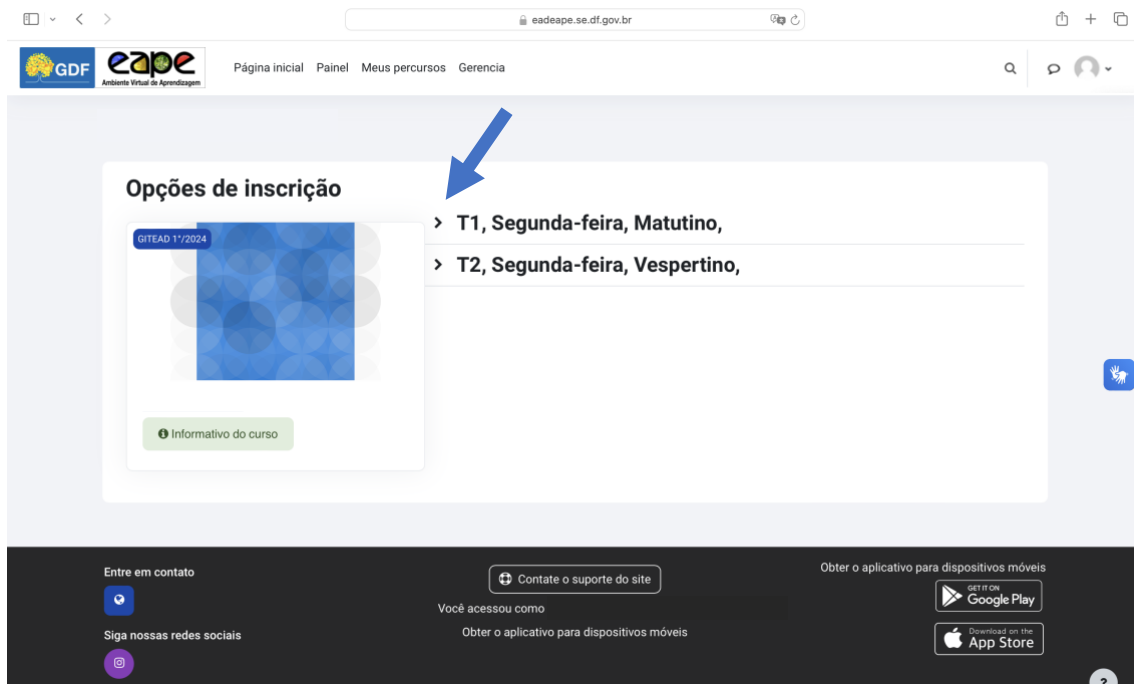 eadeape.se.df.gov.br
GDF
eape
Ambiente Virtual de Aprendizagem
Página inicial Painel Meus percursos Gerencia
Opções de inscrição
GITEAD 1°/2024
Informativo do curso
T1, Segunda-feira, Matutino,
T2, Segunda-feira, Vespertino,
Entre em contato
Siga nossas redes sociais
Contate o suporte do site
Você acessou como
Obter o aplicativo para dispositivos móveis
Obter o aplicativo para dispositivos móveis
GET IT ON
Google Play
Download on the
App Store
?